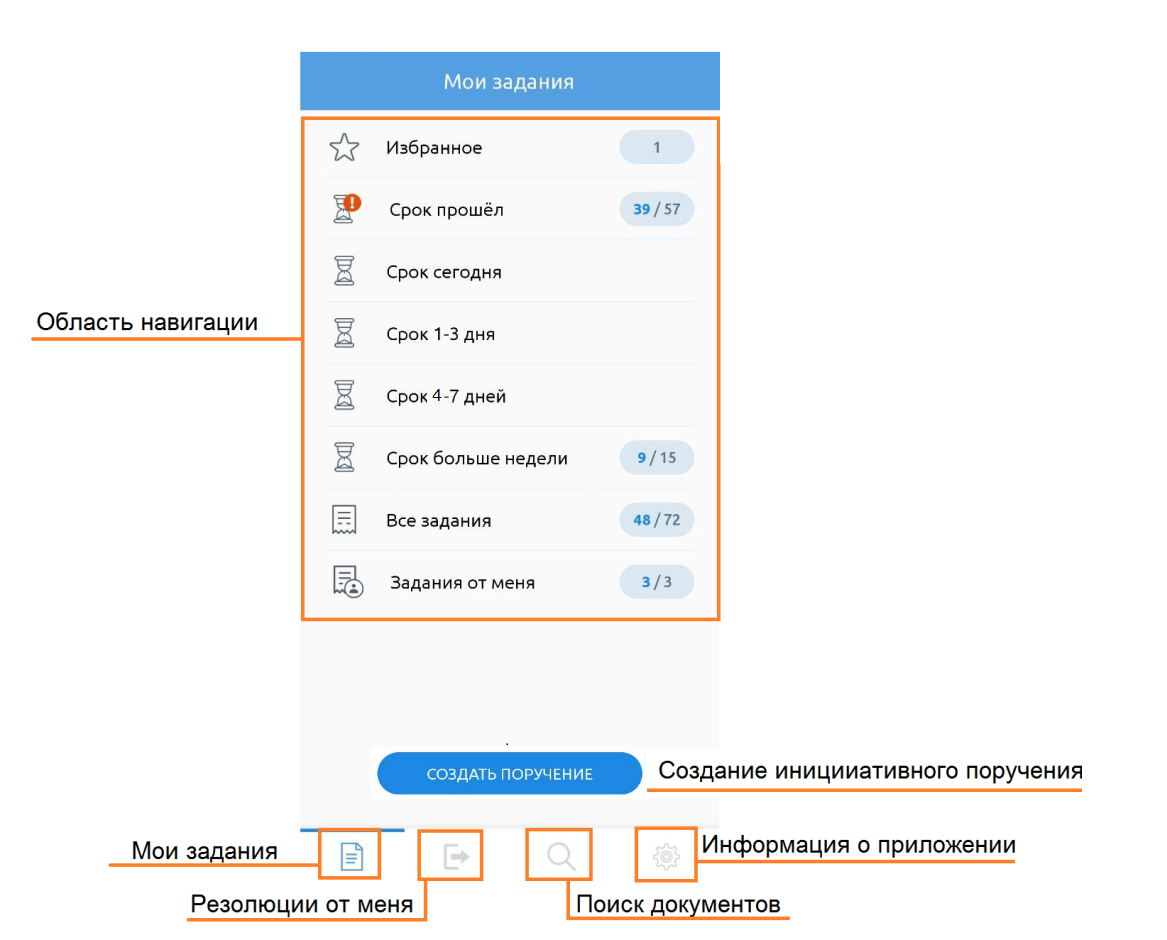 Мои задания
Избранное 1
Срок прошёл 39 / 57
Срок сегодня
Область навигации
Срок 1-3 дня
Срок 4-7 дней
Срок больше недели 9 / 15
Все задания 48 / 72
Задания от меня 3 / 3
СОЗДАТЬ ПОРУЧЕНИЕ
Создание инициииативного поручения
Мои задания
Информация о приложении
Резолюции от меня
Поиск документов